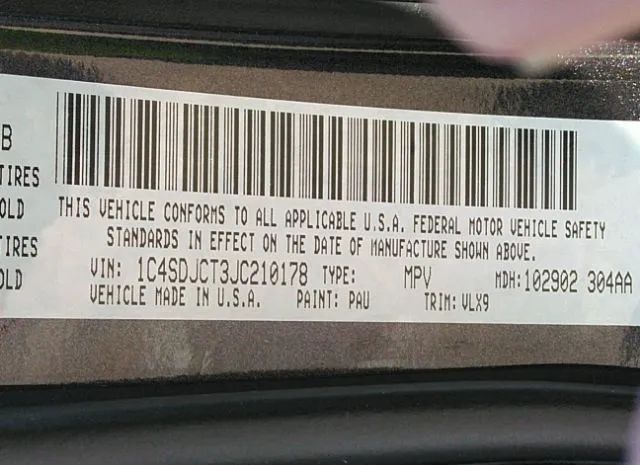 B
TIRES
OLD
TIRES
OLD
THIS VEHICLE CONFORMS TO ALL APPLICABLE U.S.A. FEDERAL MOTOR VEHICLE SAFETY
STANDARDS IN EFFECT ON THE DATE OF MANUFACTURE SHOWN ABOVE.
VIN: 1C4SDJCT3JC210178 TYPE: MPV MDH:102902 304AA
VEHICLE MADE IN U.S.A. PAINT: PAU TRIM: VLX9